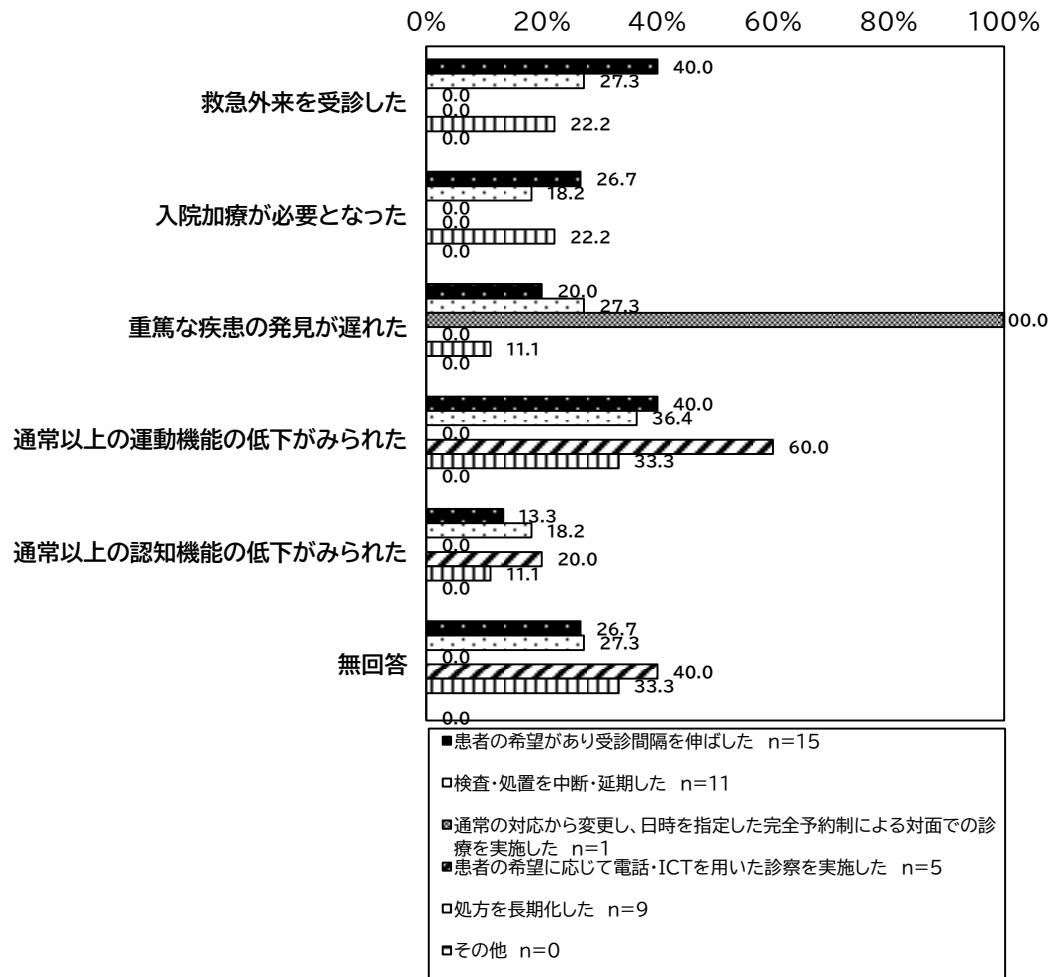 0% 20% 40% 60% 80% 100%
救急外来を受診した
40.0
27.3
0.0
0.0
22.2
0.0
入院加療が必要となった
26.7
18.2
0.0
0.0
22.2
0.0
重篤な疾患の発見が遅れた
20.0
27.3
00.0
0.0
11.1
0.0
通常以上の運動機能の低下がみられた
40.0
36.4
0.0
60.0
33.3
0.0
通常以上の認知機能の低下がみられた
13.3
18.2
0.0
20.0
11.1
0.0
無回答
26.7
27.3
0.0
40.0
33.3
0.0
患者の希望があり受診間隔を伸ばした n=15
検査・処置を中断・延期した n=11
通常の対応から変更し、日時を指定した完全予約制による対面での診
療を実施した n=1
患者の希望に応じて電話・ICTを用いた診察を実施した n=5
処方を長期化した n=9
その他 n=0